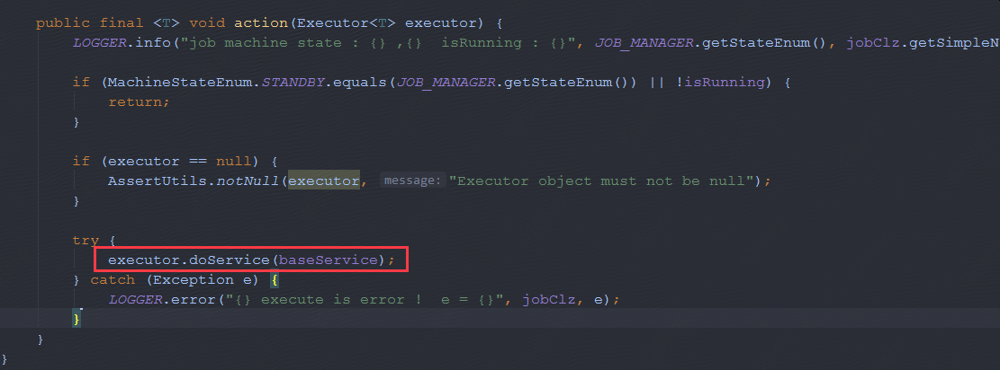 public final <T> void action(Executor<T> executor) {
LOGGER.info("job machine state : {} ,{}  isRunning : {}", JOB_MANAGER.getStateEnum(), jobClz.getSimpleN
if (MachineStateEnum.STANDBY.equals(JOB_MANAGER.getStateEnum()) || !isRunning) {
return;
}
if (executor == null) {
AssertUtils.notNull(executor, message: "Executor object must not be null");
}
try {
executor.doService(baseService);
} catch (Exception e) {
LOGGER.error("{} execute is error !  e = {}", jobClz, e);
}
}
}